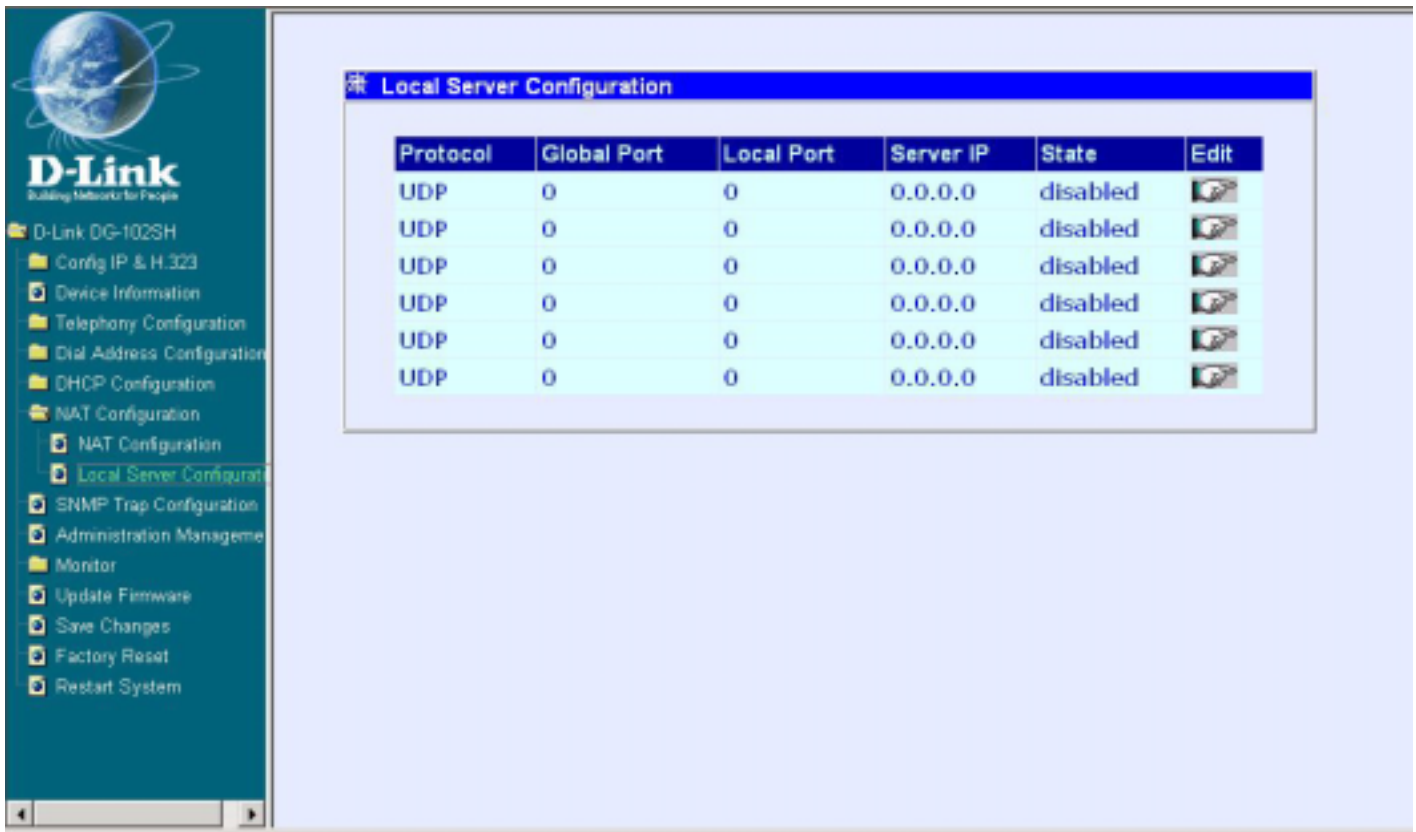 D-Link
Building Networks for People
D-Link DG-102SH
Config IP & H.323
Device Information
Telephony Configuration
Dial Address Configuration
DHCP Configuration
NAT Configuration
NAT Configuration
Local Server Configurati
SNMP Trap Configuration
Administration Manageme
Monitor
Update Firmware
Save Changes
Factory Reset
Restart System
Local Server Configuration
Protocol Global Port Local Port Server IP State Edit
UDP 0 0 0.0.0.0 disabled
UDP 0 0 0.0.0.0 disabled
UDP 0 0 0.0.0.0 disabled
UDP 0 0 0.0.0.0 disabled
UDP 0 0 0.0.0.0 disabled
UDP 0 0 0.0.0.0 disabled